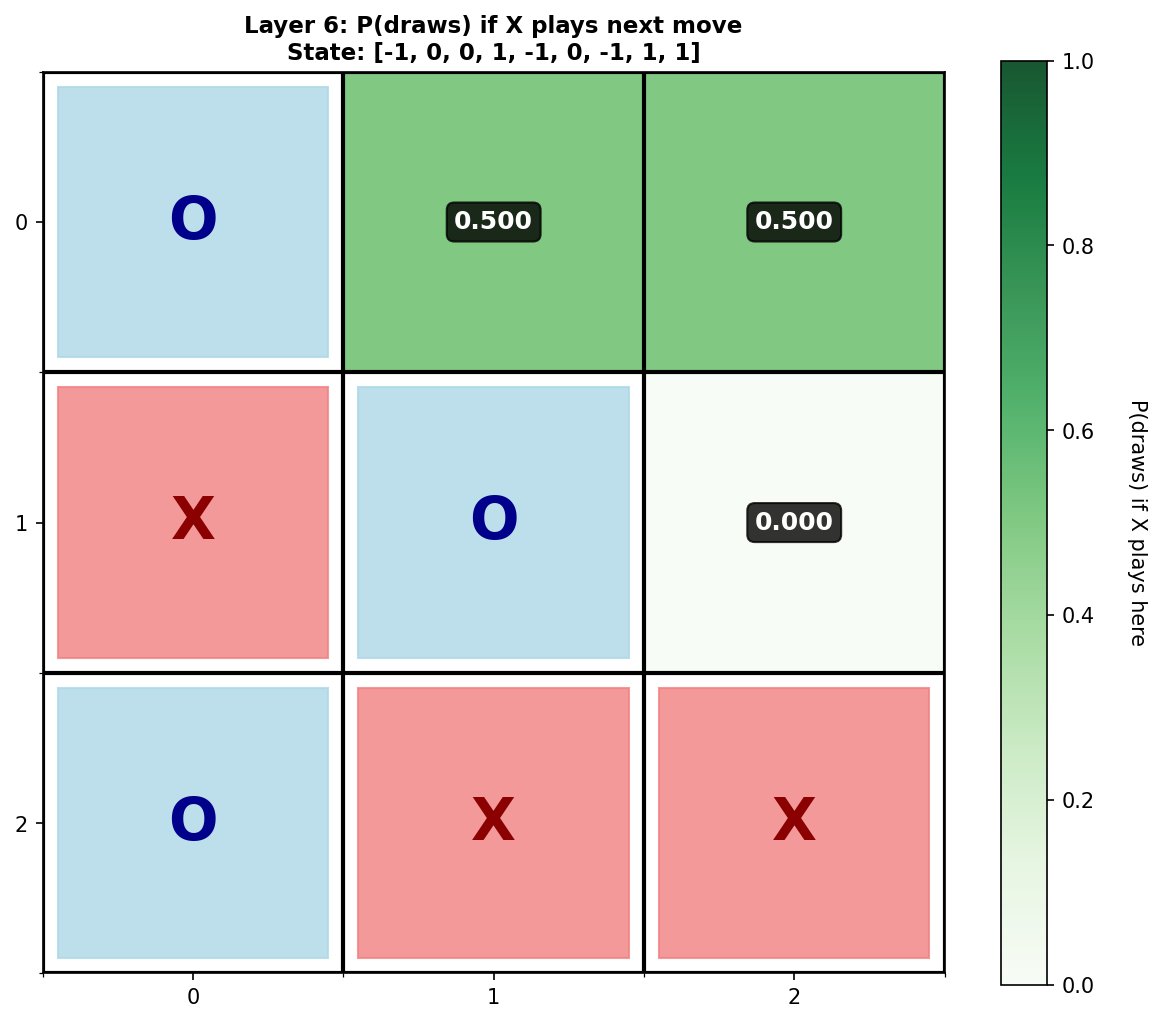 Layer 6: P(draws) if X plays next move
State: [-1, 0, 0, 1, -1, 0, -1, 1, 1]
0
O
0.500
0.500
1
X
O
0.000
2
O
X
X
0
1
2
1.0
0.8
0.6
0.4
0.2
0.0
P(draws) if X plays here